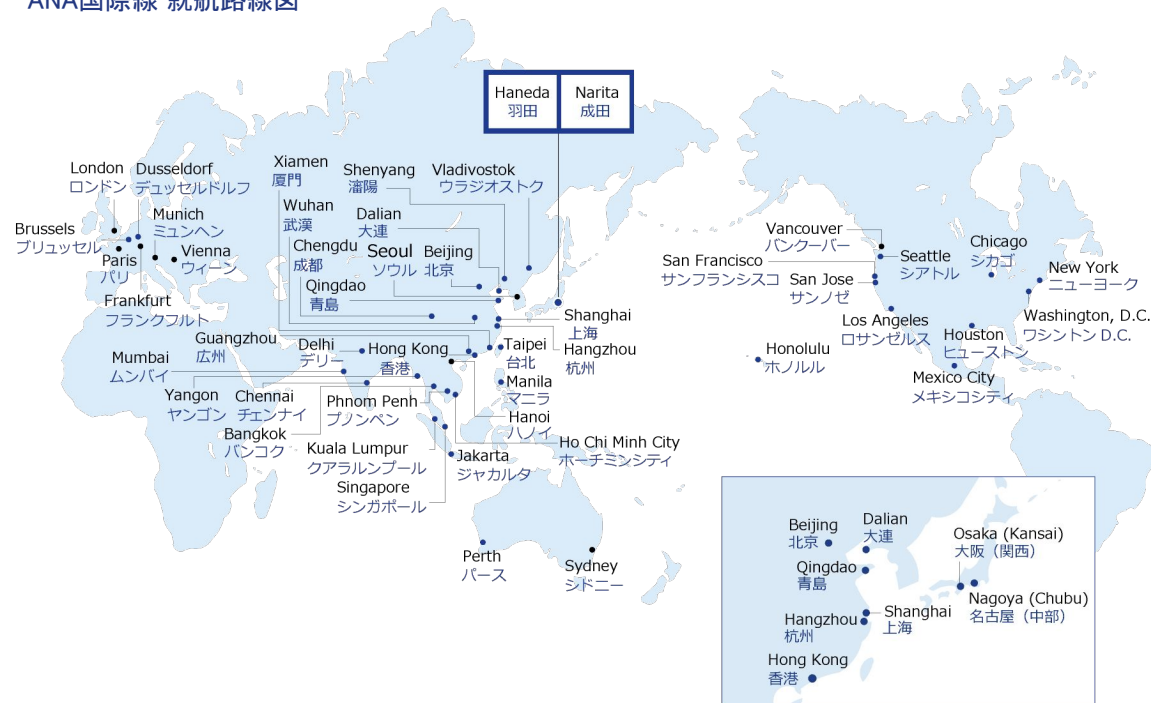 ANA国際線 就航路線図
Haneda
羽田
Narita
成田
London
ロンドン
Dusseldorf
デュッセルドルフ
Brussels
ブリュッセル
Munich
ミュンヘン
Paris
パリ
Vienna
ウィーン
Frankfurt
フランクフルト
Xiamen
厦門
Shenyang
瀋陽
Vladivostok
ウラジオストク
Wuhan
武漢
Dalian
大連
Chengdu
成都
Seoul
ソウル
Beijing
北京
Qingdao
青島
Guangzhou
広州
Delhi
デリー
Hong Kong
香港
Mumbai
ムンバイ
Yangon
ヤンゴン
Chennai
チェンナイ
Phnom Penh
プノンペン
Bangkok
バンコク
Kuala Lumpur
クアラルンプール
Singapore
シンガポール
Shanghai
上海
Hangzhou
杭州
Taipei
台北
Manila
マニラ
Hanoi
ハノイ
Ho Chi Minh City
ホーチミンシティ
Jakarta
ジャカルタ
Perth
パース
Sydney
シドニー
Vancouver
バンクーバー
San Francisco
サンフランシスコ
Seattle
シアトル
Chicago
シカゴ
San Jose
サンノゼ
New York
ニューヨーク
Los Angeles
ロサンゼルス
Washington, D.C.
ワシントン D.C.
Houston
ヒューストン
Honolulu
ホノルル
Mexico City
メキシコシティ
Beijing
北京
Dalian
大連
Osaka (Kansai)
大阪（関西）
Qingdao
青島
Nagoya (Chubu)
名古屋（中部）
Shanghai
上海
Hangzhou
杭州
Hong Kong
香港